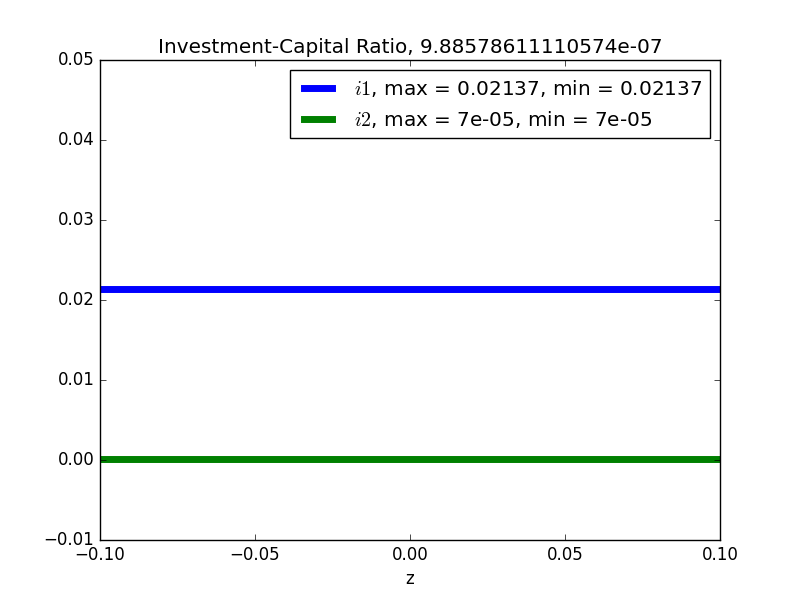 Investment-Capital Ratio, 9.88578611110574e-07
i1, max = 0.02137, min = 0.02137
i2, max = 7e-05, min = 7e-05
0.05
0.04
0.03
0.02
0.01
0.00
−0.01
−0.10 −0.05 0.00 0.05 0.10
z